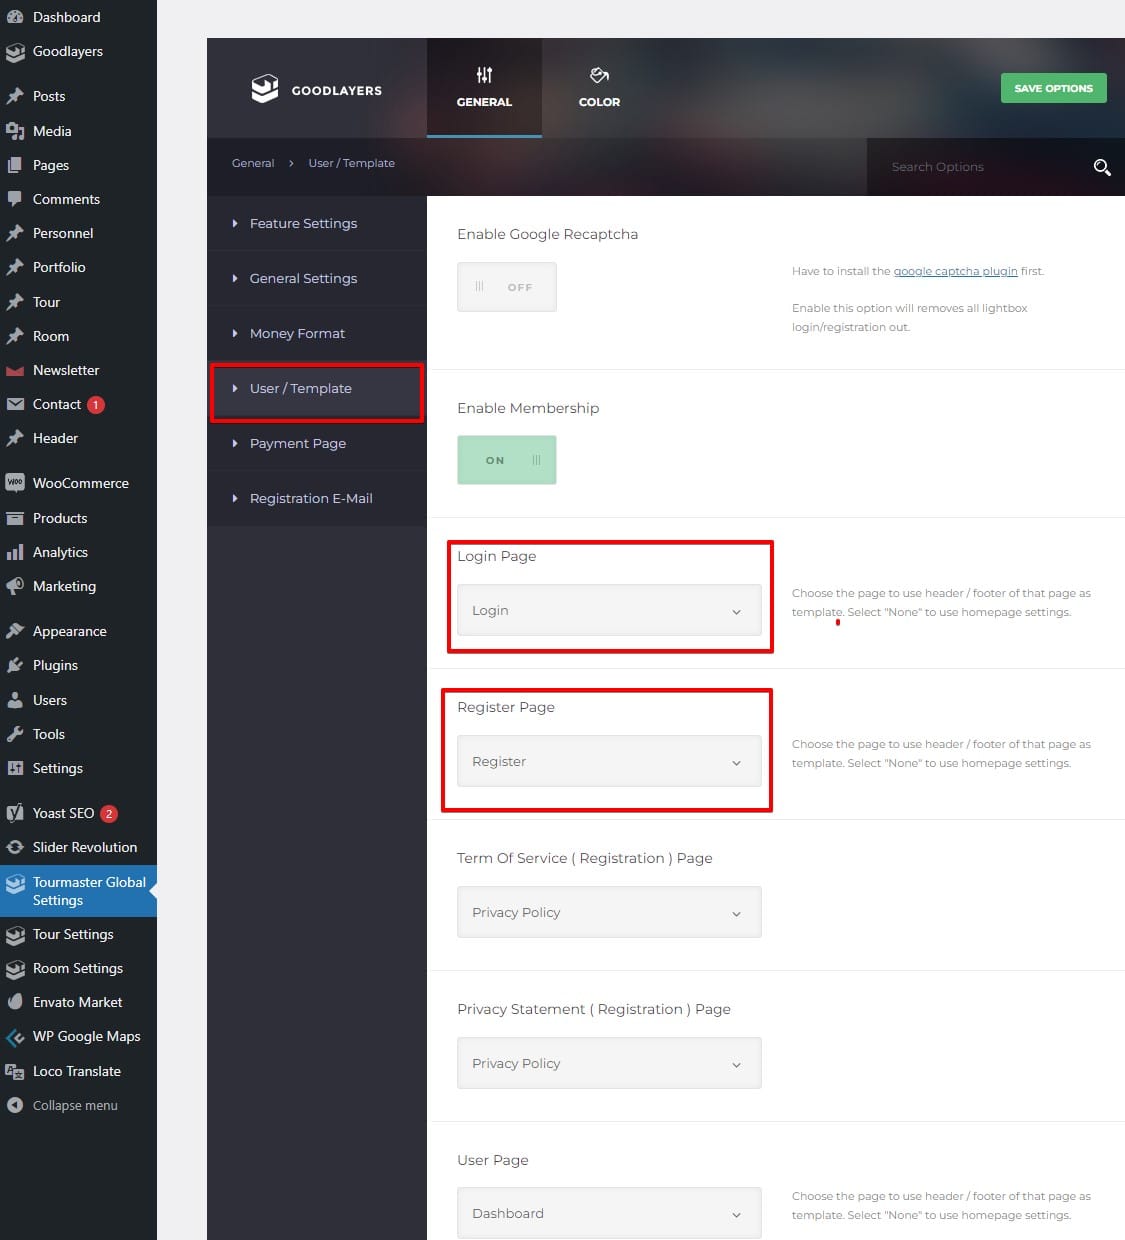 Dashboard
Goodlayers
Posts
Media
Pages
Comments
Personnel
Portfolio
Tour
Room
Newsletter
Contact 1
Header
WOO
WooCommerce
Products
Analytics
Marketing
Appearance
Plugins
Users
Tools
Settings
Yoast SEO 2
Slider Revolution
Tourmaster Global
Settings
Tour Settings
Room Settings
Envato Market
WP Google Maps
Loco Translate
Collapse menu
GOODLAYERS
GENERAL
COLOR
SAVE OPTIONS
General > User / Template
Search Options
Feature Settings
General Settings
Money Format
User / Template
Payment Page
Registration E-Mail
Enable Google Recaptcha
OFF
Have to install the google captcha plugin first.
Enable this option will removes all lightbox
login/registration out.
Enable Membership
ON
Login Page
Login
Choose the page to use header / footer of that page as
template. Select "None" to use homepage settings.
Register Page
Register
Choose the page to use header / footer of that page as
template. Select "None" to use homepage settings.
Term Of Service ( Registration ) Page
Privacy Policy
Privacy Statement ( Registration ) Page
Privacy Policy
User Page
Dashboard
Choose the page to use header / footer of that page as
template. Select "None" to use homepage settings.